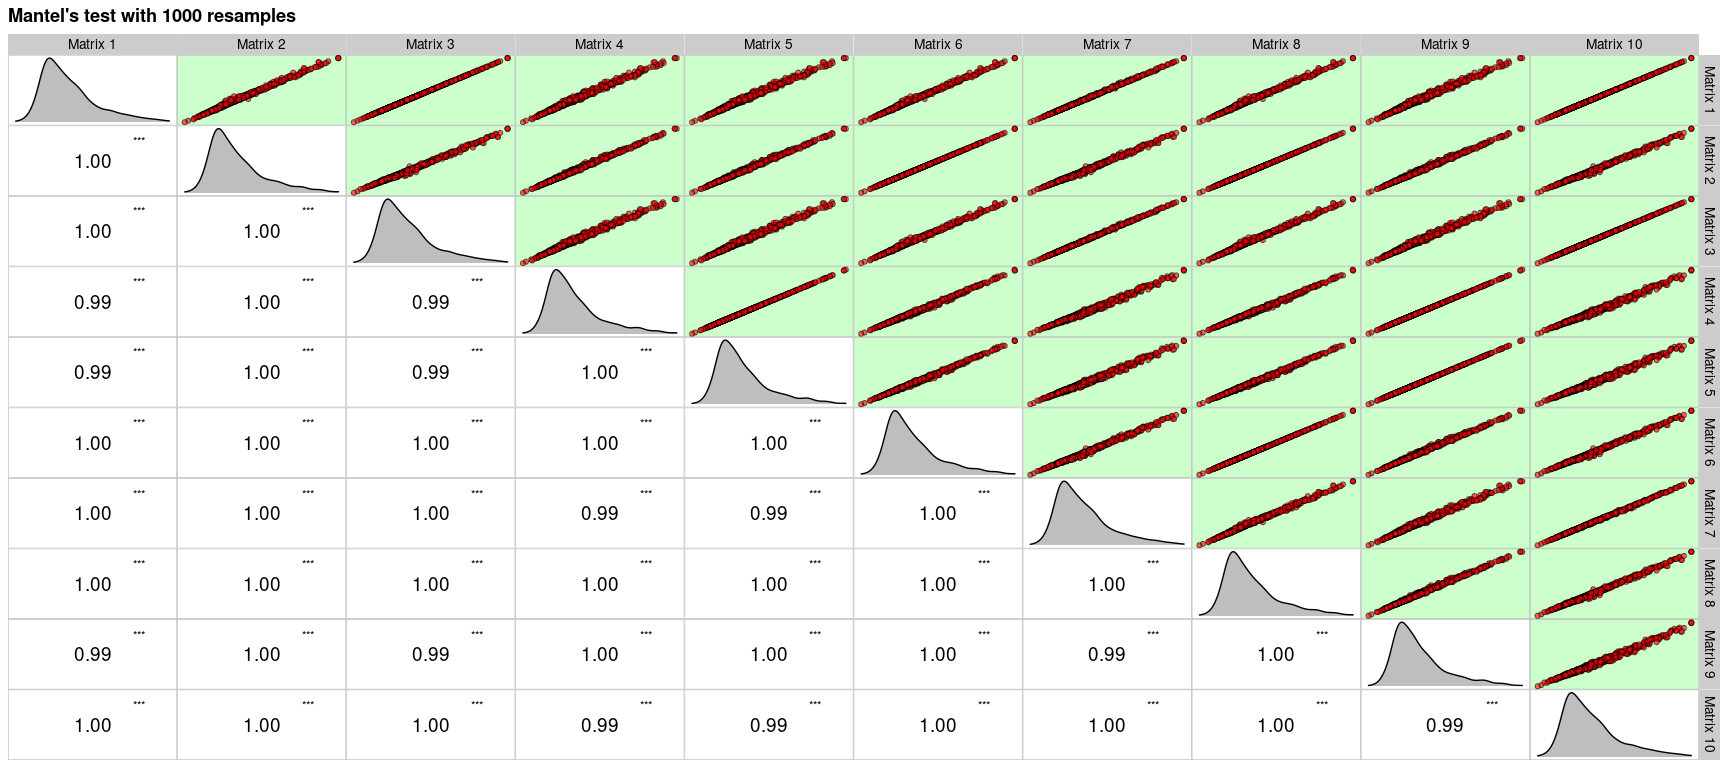 Mantel's test with 1000 resamples
Matrix 1 Matrix 2 Matrix 3 Matrix 4 Matrix 5 Matrix 6 Matrix 7 Matrix 8 Matrix 9 Matrix 10
Matrix 1
*** 1.00 Matrix 2
*** 1.00 *** 1.00 Matrix 3
*** 0.99 *** 1.00 *** 0.99 Matrix 4
*** 0.99 *** 1.00 *** 0.99 *** 1.00 Matrix 5
*** 1.00 *** 1.00 *** 1.00 *** 1.00 *** 1.00 Matrix 6
*** 1.00 *** 1.00 *** 1.00 *** 0.99 *** 0.99 *** 1.00 Matrix 7
*** 1.00 *** 1.00 *** 1.00 *** 1.00 *** 1.00 *** 1.00 *** 1.00 Matrix 8
*** 0.99 *** 1.00 *** 0.99 *** 1.00 *** 1.00 *** 1.00 *** 0.99 *** 1.00 Matrix 9
*** 1.00 *** 1.00 *** 1.00 *** 0.99 *** 0.99 *** 1.00 *** 1.00 *** 1.00 *** 0.99 Matrix 10